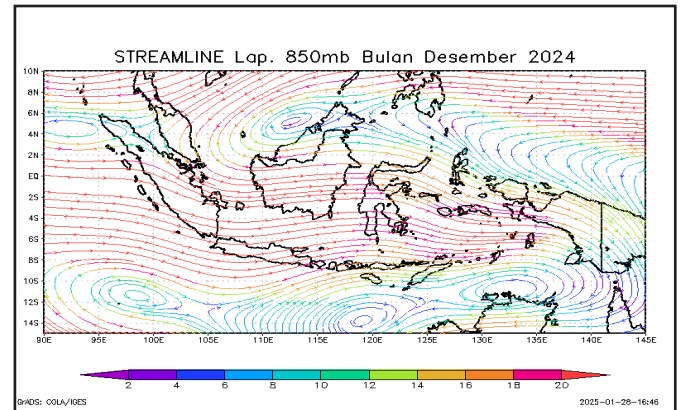 STREAMLINE Lap. 850mb Bulan Desember 2024
10N
8N
6N
4N
2N
EQ
2S
4S
6S
8S
10S
12S
14S
90E 95E 100E 105E 110E 115E 120E 125E 130E 135E 140E 145E
2 4 6 8 10 12 14 16 18 20
GrADS: COLA/IGES 2025-01-28-16:46